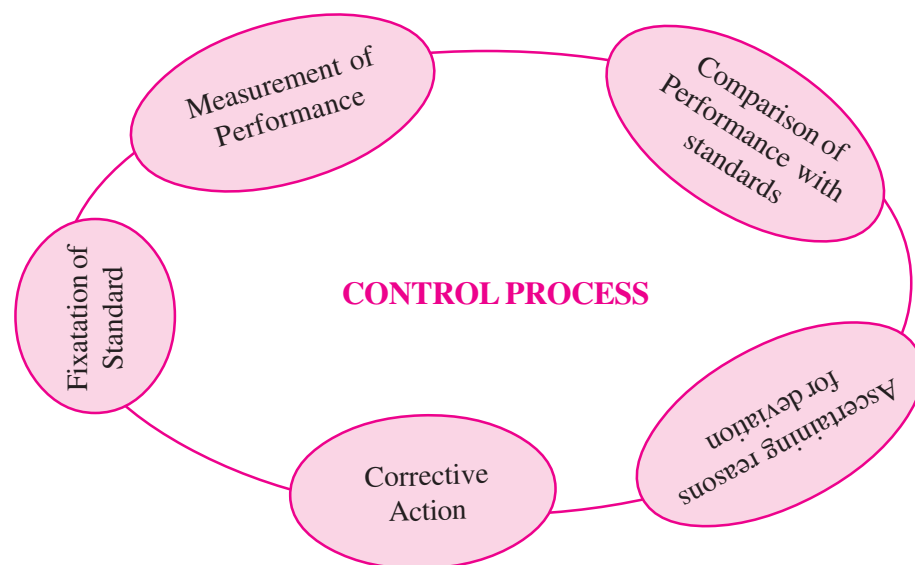 Measurement of
Performance
Comparison of
Performance with
standards
Fixatation of
Standard
CONTROL PROCESS
Ascertaining reasons
for deviation
Corrective
Action